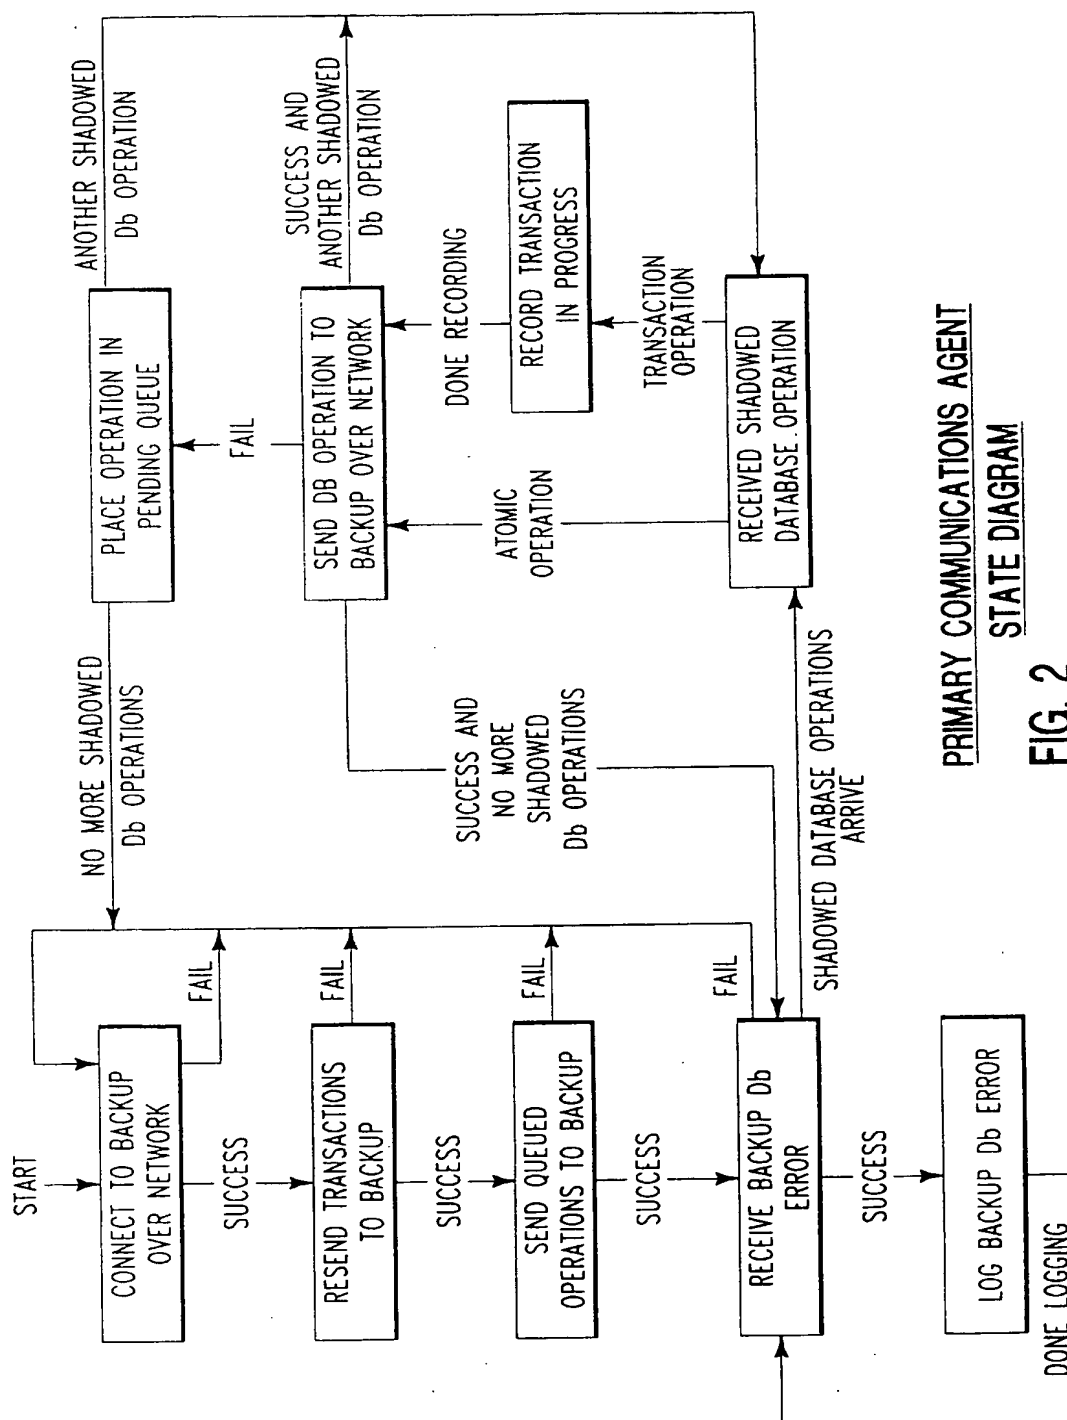 START
CONNECT TO BACKUP
OVER NETWORK
FAIL
SUCCESS
RESEND TRANSACTIONS
TO BACKUP
FAIL
SUCCESS
SEND QUEUED
OPERATIONS TO BACKUP
FAIL
SUCCESS
RECEIVE BACKUP Db
ERROR
FAIL
SUCCESS
LOG BACKUP Db ERROR
DONE LOGGING
NO MORE SHADOWED
Db OPERATIONS
SUCCESS AND
NO MORE
SHADOWED
Db OPERATIONS
SHADOWED DATABASE OPERATIONS
ARRIVE
PLACE OPERATION IN
PENDING QUEUE
FAIL
SEND DB OPERATION TO
BACKUP OVER NETWORK
ATOMIC
OPERATION
DONE RECORDING
RECORD TRANSACTION
IN PROGRESS
TRANSACTION
OPERATION
RECEIVED SHADOWED
DATABASE.OPERATION
ANOTHER SHADOWED
Db OPERATION
SUCCESS AND
ANOTHER SHADOWED
Db OPERATION
PRIMARY COMMUNICATIONS AGENT
STATE DIAGRAM
FIG. 2